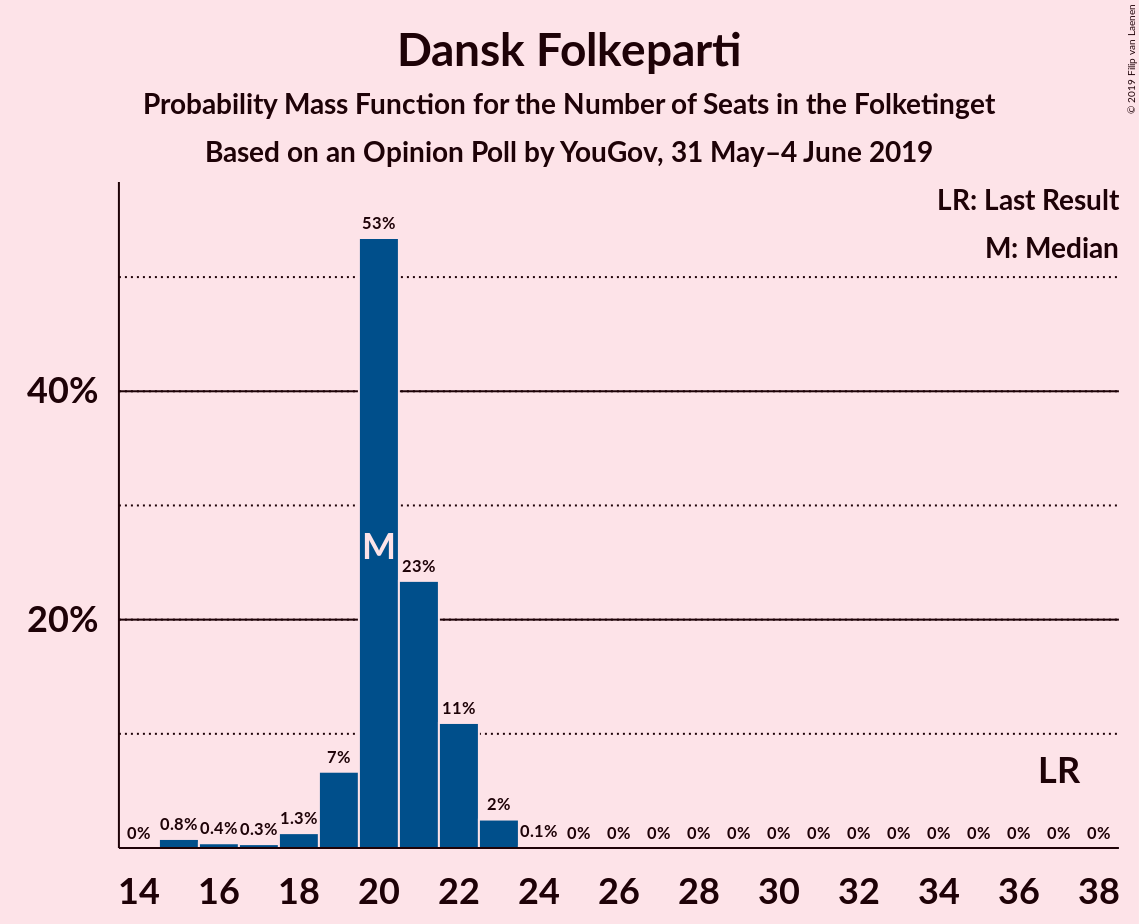 Dansk Folkeparti
Probability Mass Function for the Number of Seats in the Folketinget
Based on an Opinion Poll by YouGov, 31 May–4 June 2019
© 2019 Filip van Laenen
LR: Last Result
M: Median
53%
40%
M
23%
20%
11%
7%
LR
0% 0.8% 0.4% 0.3% 1.3% 2% 0.1% 0% 0% 0% 0% 0% 0% 0% 0% 0% 0% 0% 0% 0% 0%
14 16 18 20 22 24 26 28 30 32 34 36 38